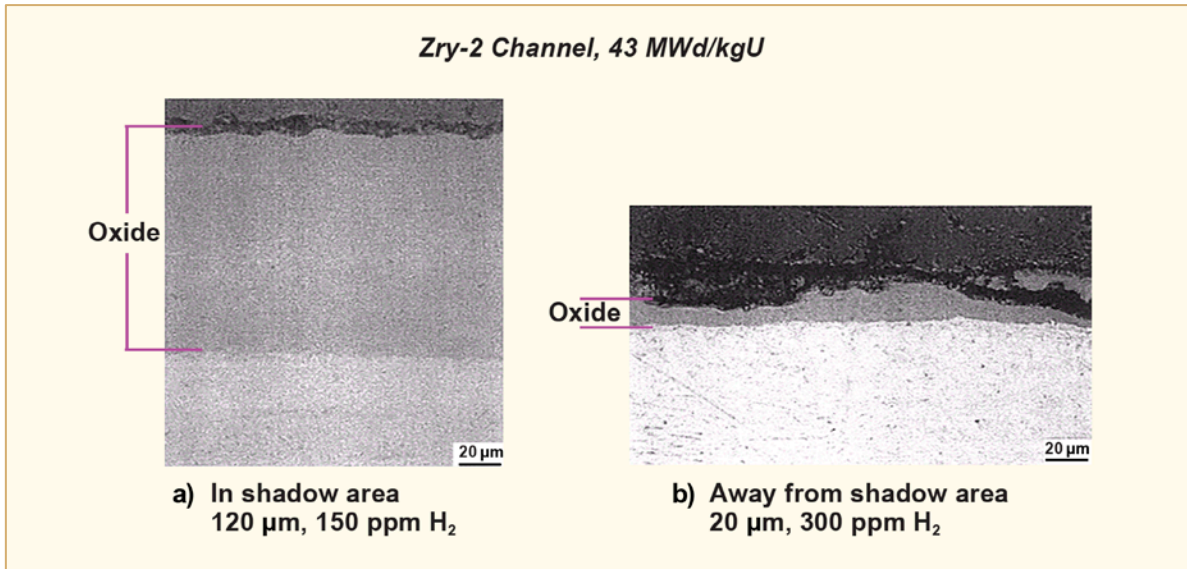 Zry-2 Channel, 43 MWd/kgU
Oxide
20 µm
a) In shadow area
120 µm, 150 ppm H₂
Oxide
20 µm
b) Away from shadow area
20 µm, 300 ppm H₂